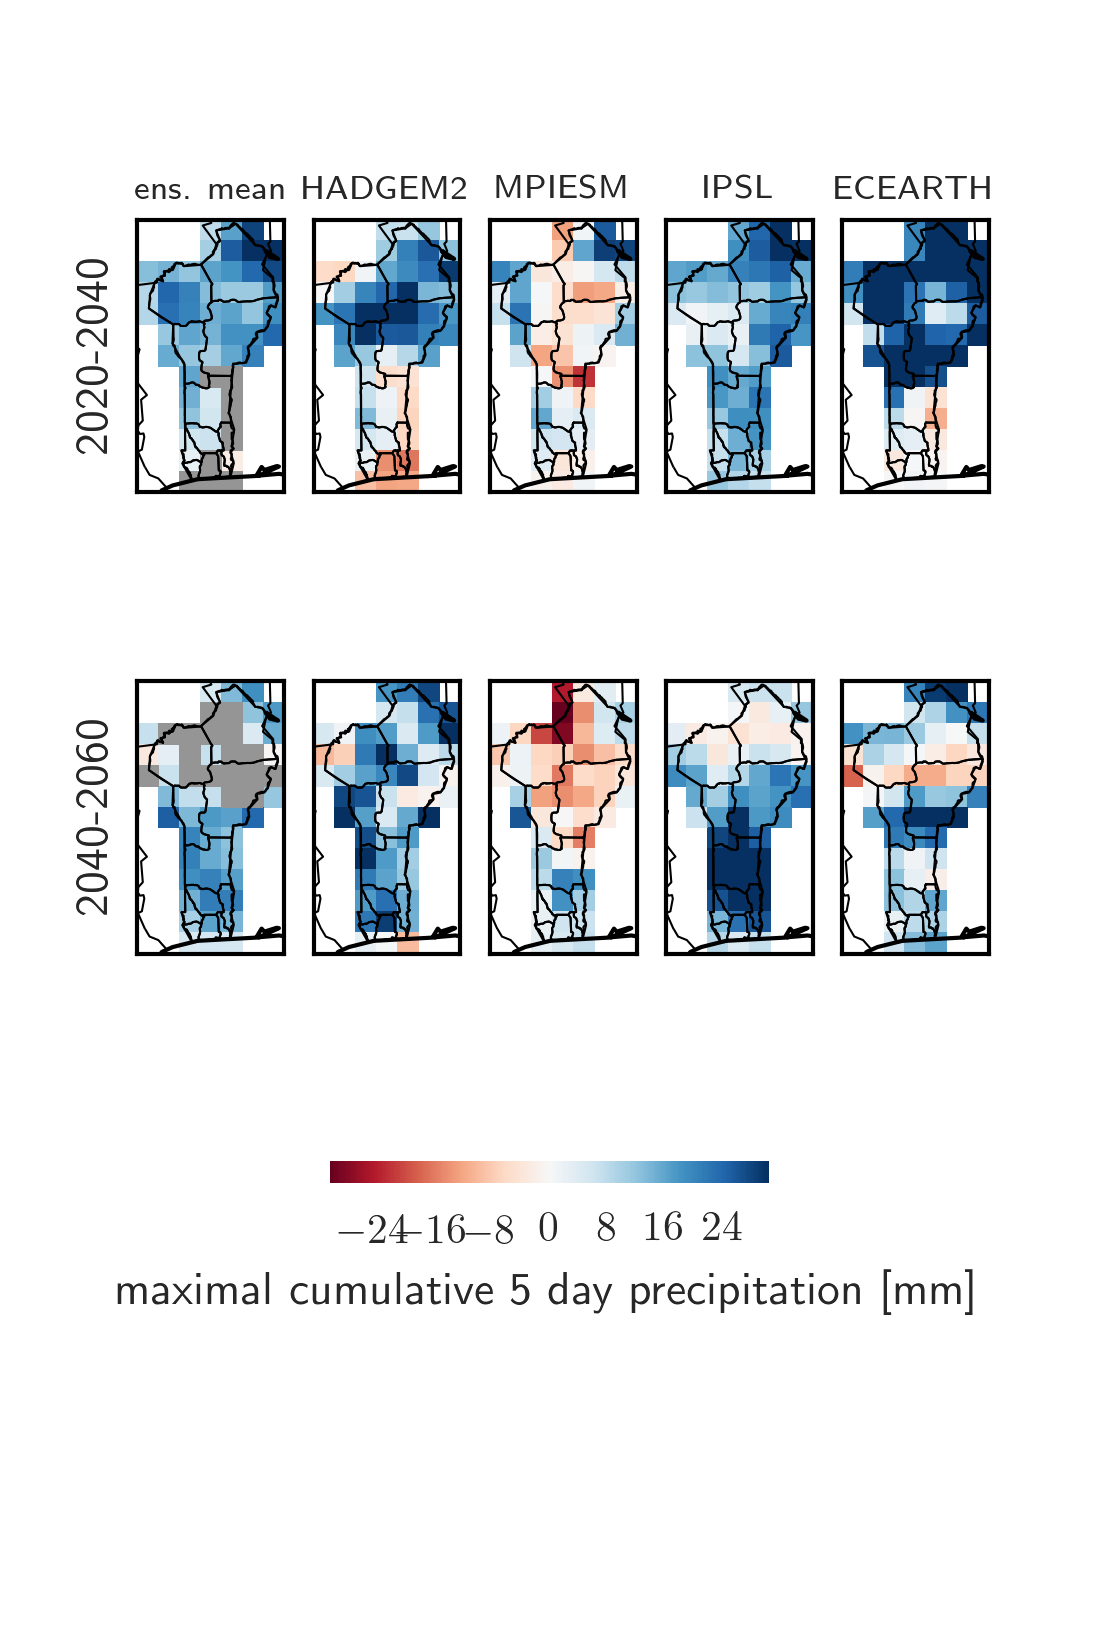 ens. mean HADGEM2 MPIESM IPSL ECEARTH
2020-2040
2040-2060
−24 −16 −8 0 8 16 24
maximal cumulative 5 day precipitation [mm]